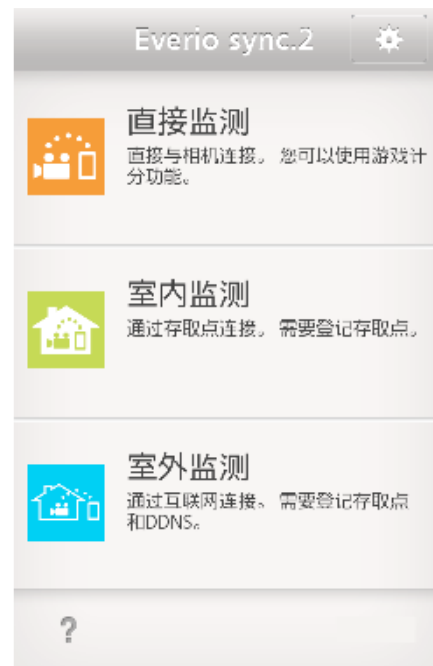 Everio sync.2
直接监测
直接与相机连接。 您可以使用游戏计
分功能。
室内监测
通过存取点连接。 需要登记存取点。
室外监测
通过互联网连接。 需要登记存取点
和DDNS。
?